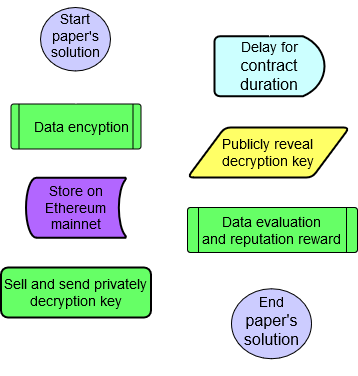 Start
paper's
solution
Data encyption
Store on
Ethereum
mainnet
Sell and send privately
decryption key
Delay for
contract
duration
Publicly reveal
decryption key
Data evaluation
and reputation reward
End
paper's
solution